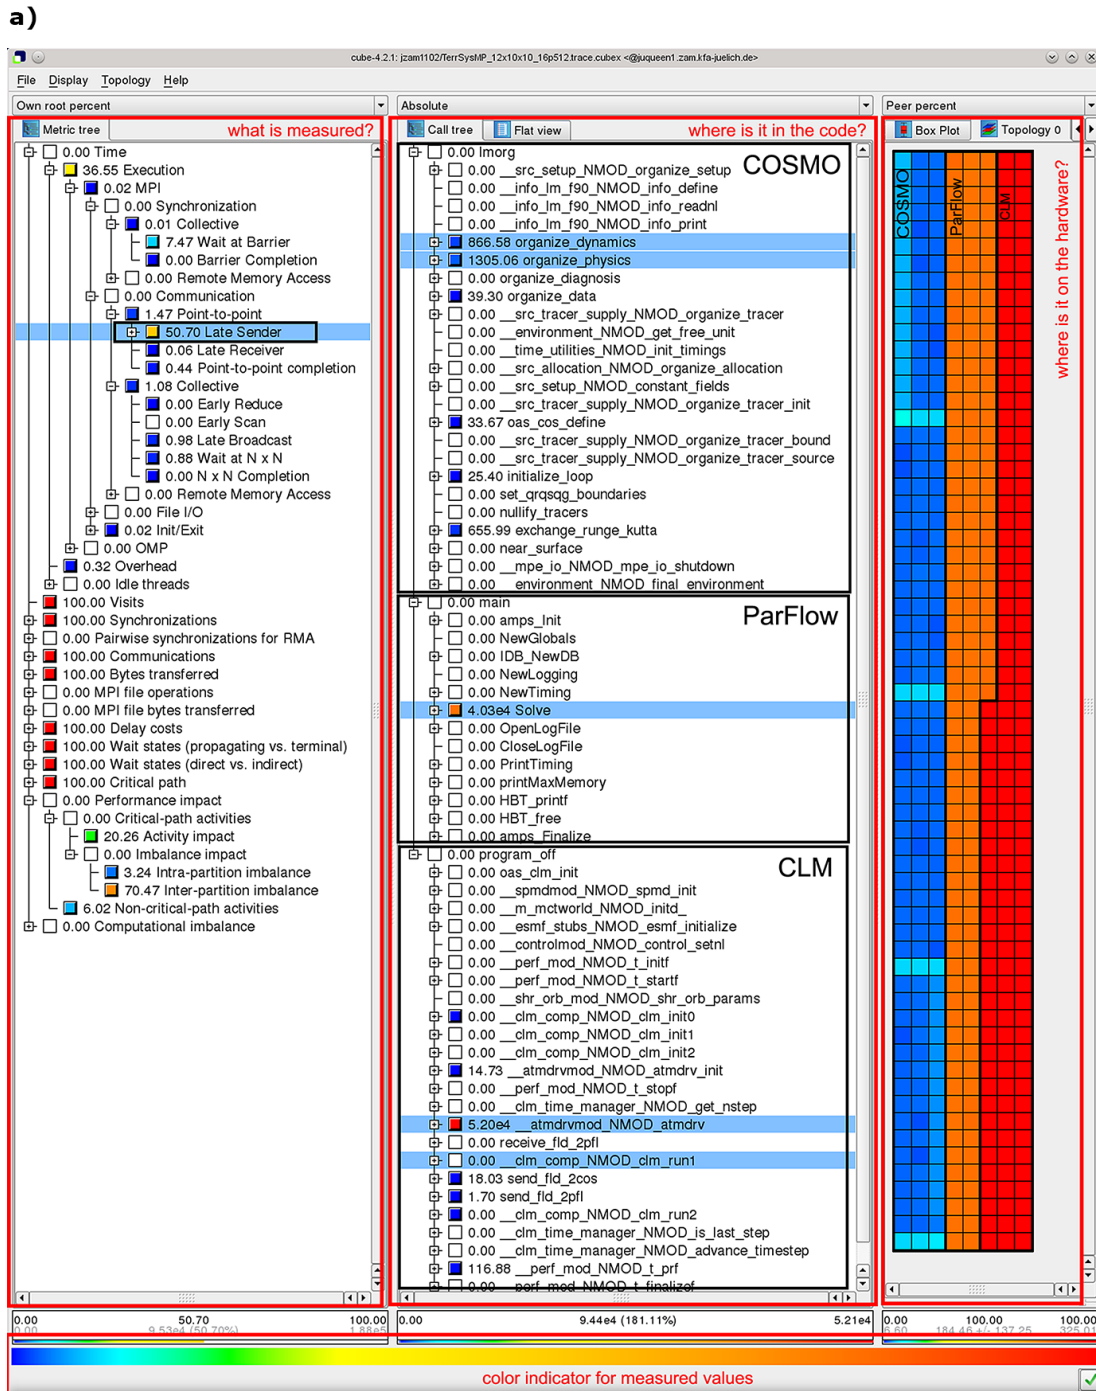 a)
cube-4.2.1: jzam1102/TerrSysMP_12x10x10_16p512.trace.cubex <@juqueen1.zam.kfa-juelich.de>
File Display Topology Help
Own root percent
Absolute
Peer percent
Metric tree
what is measured?
Call tree
Flat view
where is it in the code?
Box Plot
Topology 0
0.00 Time
36.55 Execution
0.02 MPI
0.00 Synchronization
0.01 Collective
7.47 Wait at Barrier
0.00 Barrier Completion
0.00 Remote Memory Access
0.00 Communication
1.47 Point-to-point
50.70 Late Sender
0.06 Late Receiver
0.44 Point-to-point completion
1.08 Collective
0.00 Early Reduce
0.00 Early Scan
0.98 Late Broadcast
0.88 Wait at N x N
0.00 N x N Completion
0.00 Remote Memory Access
0.00 File I/O
0.02 Init/Exit
0.00 OMP
0.32 Overhead
0.00 Idle threads
100.00 Visits
100.00 Synchronizations
0.00 Pairwise synchronizations for RMA
100.00 Communications
100.00 Bytes transferred
0.00 MPI file operations
0.00 MPI file bytes transferred
100.00 Delay costs
100.00 Wait states (propagating vs. terminal)
100.00 Wait states (direct vs. indirect)
100.00 Critical path
0.00 Performance impact
0.00 Critical-path activities
20.26 Activity impact
0.00 Imbalance impact
3.24 Intra-partition imbalance
70.47 Inter-partition imbalance
6.02 Non-critical-path activities
0.00 Computational imbalance
0.00 lmorg
COSMO
0.00 __src_setup_NMOD_organize_setup
0.00 __info_lm_f90_NMOD_info_define
0.00 __info_lm_f90_NMOD_info_readnl
0.00 __info_lm_f90_NMOD_info_print
866.58 organize_dynamics
1305.06 organize_physics
0.00 organize_diagnosis
39.30 organize_data
0.00 __src_tracer_supply_NMOD_organize_tracer
0.00 __environment_NMOD_get_free_unit
0.00 __time_utilities_NMOD_init_timings
0.00 __src_allocation_NMOD_organize_allocation
0.00 __src_setup_NMOD_constant_fields
0.00 __src_tracer_supply_NMOD_organize_tracer_init
33.67 oas_cos_define
0.00 __src_tracer_supply_NMOD_organize_tracer_bound
0.00 __src_tracer_supply_NMOD_organize_tracer_source
25.40 initialize_loop
0.00 set_qrqsqg_boundaries
0.00 nullify_tracers
655.99 exchange_runge_kutta
0.00 near_surface
0.00 __mpe_io_NMOD_mpe_io_shutdown
0.00 __environment_NMOD_final_environment
0.00 main
ParFlow
0.00 amps_Init
0.00 NewGlobals
0.00 IDB_NewDB
0.00 NewLogging
0.00 NewTiming
4.03e4 Solve
0.00 OpenLogFile
0.00 CloseLogFile
0.00 PrintTiming
0.00 printMaxMemory
0.00 HBT_printf
0.00 HBT_free
0.00 amps_Finalize
0.00 program_off
CLM
0.00 oas_clm_init
0.00 __spmdmod_NMOD_spmd_init
0.00 __m_mctworld_NMOD_initd_
0.00 __esmf_stubs_NMOD_esmf_initialize
0.00 __controlmod_NMOD_control_setnl
0.00 __perf_mod_NMOD_t_initf
0.00 __perf_mod_NMOD_t_startf
0.00 __shr_orb_mod_NMOD_shr_orb_params
0.00 __clm_comp_NMOD_clm_init0
0.00 __clm_comp_NMOD_clm_init1
0.00 __clm_comp_NMOD_clm_init2
14.73 __atmdrvmod_NMOD_atmdrv_init
0.00 __perf_mod_NMOD_t_stopf
0.00 __clm_time_manager_NMOD_get_nstep
5.20e4 __atmdrvmod_NMOD_atmdrv
0.00 receive_fld_2pfl
0.00 __clm_comp_NMOD_clm_run1
18.03 send_fld_2cos
1.70 send_fld_2pfl
0.00 __clm_comp_NMOD_clm_run2
0.00 __clm_time_manager_NMOD_is_last_step
0.00 __clm_time_manager_NMOD_advance_timestep
116.88 __perf_mod_NMOD_t_prf
0.00 __perf_mod_NMOD_t_finalizef
COSMO
ParFlow
CLM
where is it on the hardware?
0.00 50.70 100.00
0.00 9.53e4 (50.70%) 1.88e5
0.00 9.44e4 (181.11%) 5.21e4
0.00 100.00 100.00
6.60 184.46 +/- 137.25 325.01
color indicator for measured values